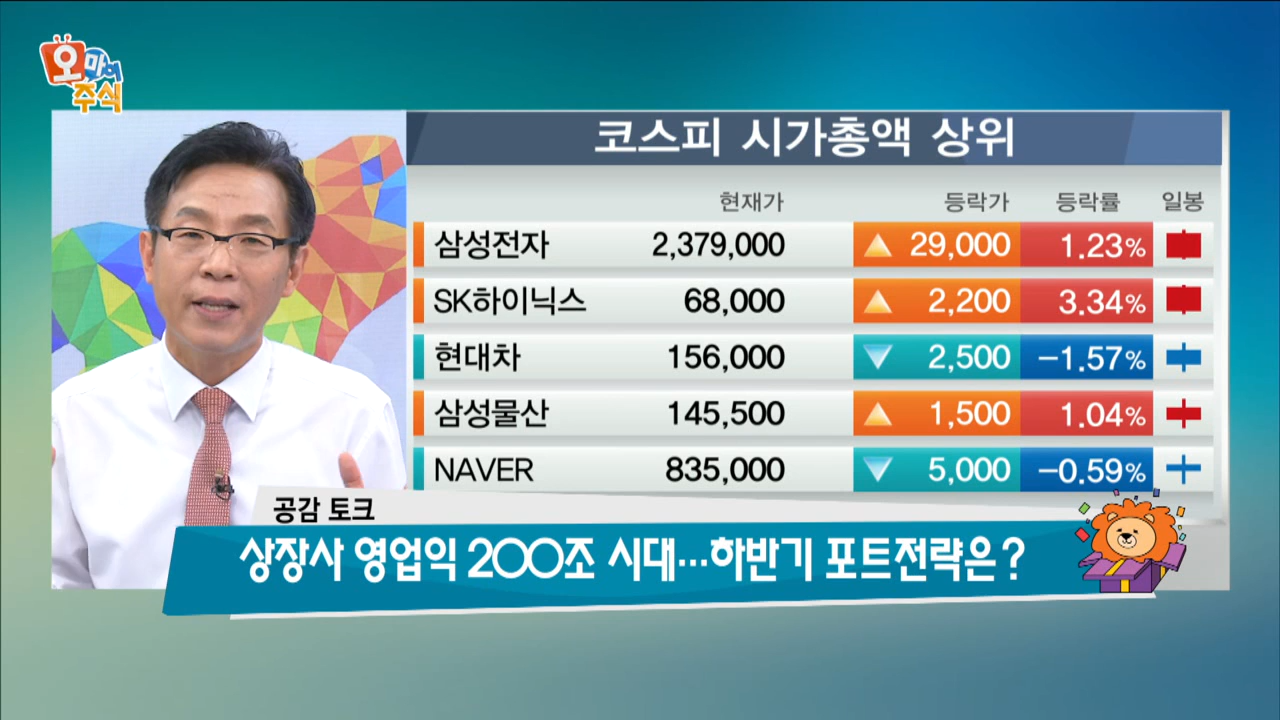 오마이
주식
코스피 시가총액 상위
현재가 등락가 등락률 일봉
삼성전자 2,379,000 ▲ 29,000 1.23%
SK하이닉스 68,000 ▲ 2,200 3.34%
현대차 156,000 ▼ 2,500 -1.57%
삼성물산 145,500 ▲ 1,500 1.04%
NAVER 835,000 ▼ 5,000 -0.59%
공감 토크
상장사 영업익 200조 시대…하반기 포트전략은?